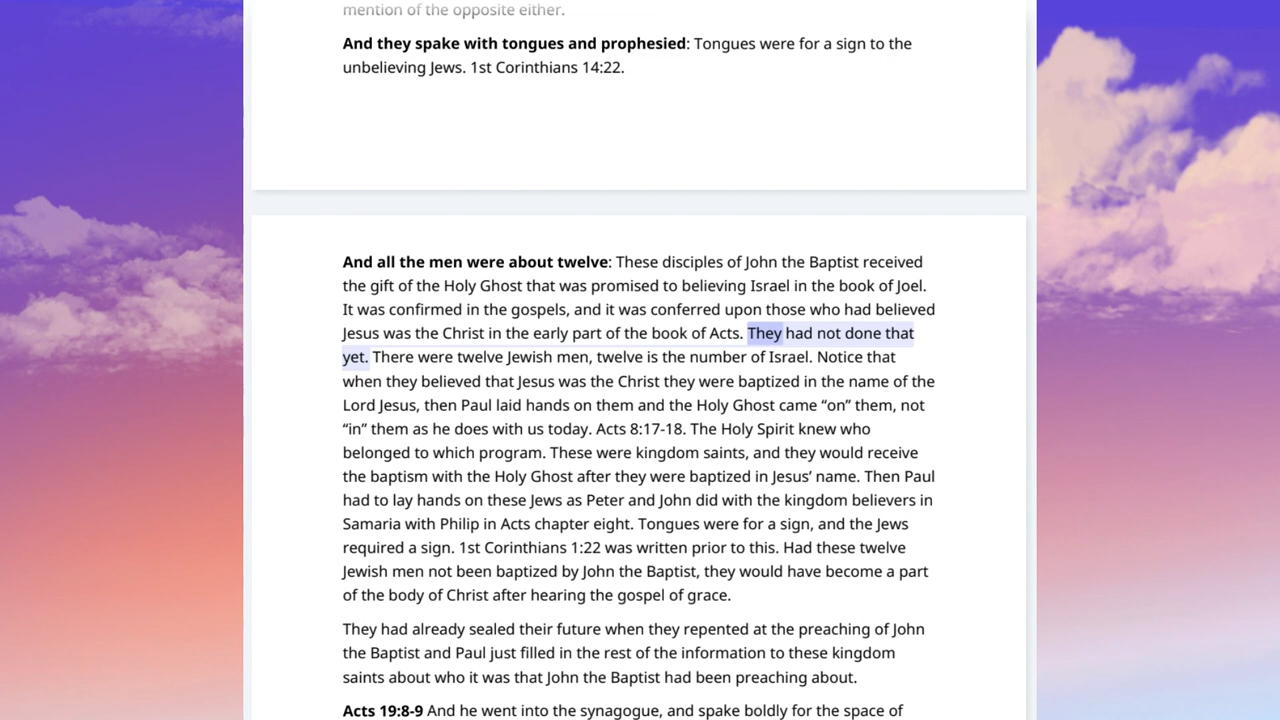 mention of the opposite either.
And they spake with tongues and prophesied: Tongues were for a sign to the
unbelieving Jews. 1st Corinthians 14:22.
And all the men were about twelve: These disciples of John the Baptist received
the gift of the Holy Ghost that was promised to believing Israel in the book of Joel.
It was confirmed in the gospels, and it was conferred upon those who had believed
Jesus was the Christ in the early part of the book of Acts. They had not done that
yet. There were twelve Jewish men, twelve is the number of Israel. Notice that
when they believed that Jesus was the Christ they were baptized in the name of the
Lord Jesus, then Paul laid hands on them and the Holy Ghost came “on” them, not
“in” them as he does with us today. Acts 8:17-18. The Holy Spirit knew who
belonged to which program. These were kingdom saints, and they would receive
the baptism with the Holy Ghost after they were baptized in Jesus’ name. Then Paul
had to lay hands on these Jews as Peter and John did with the kingdom believers in
Samaria with Philip in Acts chapter eight. Tongues were for a sign, and the Jews
required a sign. 1st Corinthians 1:22 was written prior to this. Had these twelve
Jewish men not been baptized by John the Baptist, they would have become a part
of the body of Christ after hearing the gospel of grace.
They had already sealed their future when they repented at the preaching of John
the Baptist and Paul just filled in the rest of the information to these kingdom
saints about who it was that John the Baptist had been preaching about.
Acts 19:8-9 And he went into the synagogue, and spake boldly for the space of